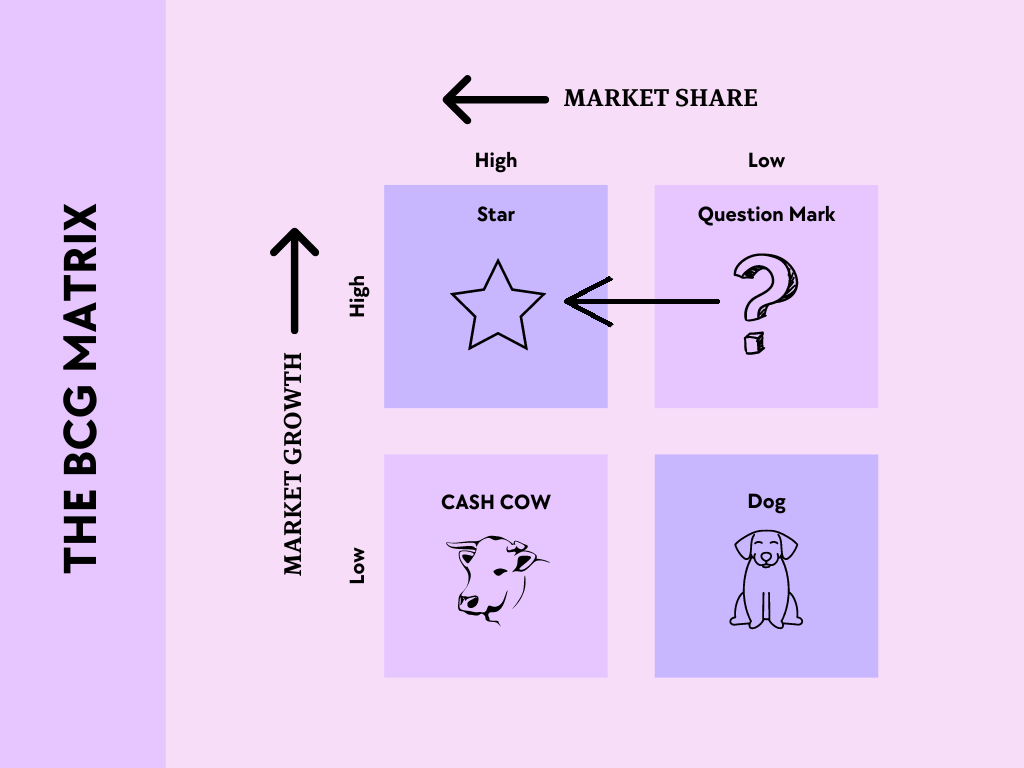 THE BCG MATRIX
MARKET SHARE
High
Low
MARKET GROWTH
High
Star
Question Mark
?
Low
CASH COW
Dog